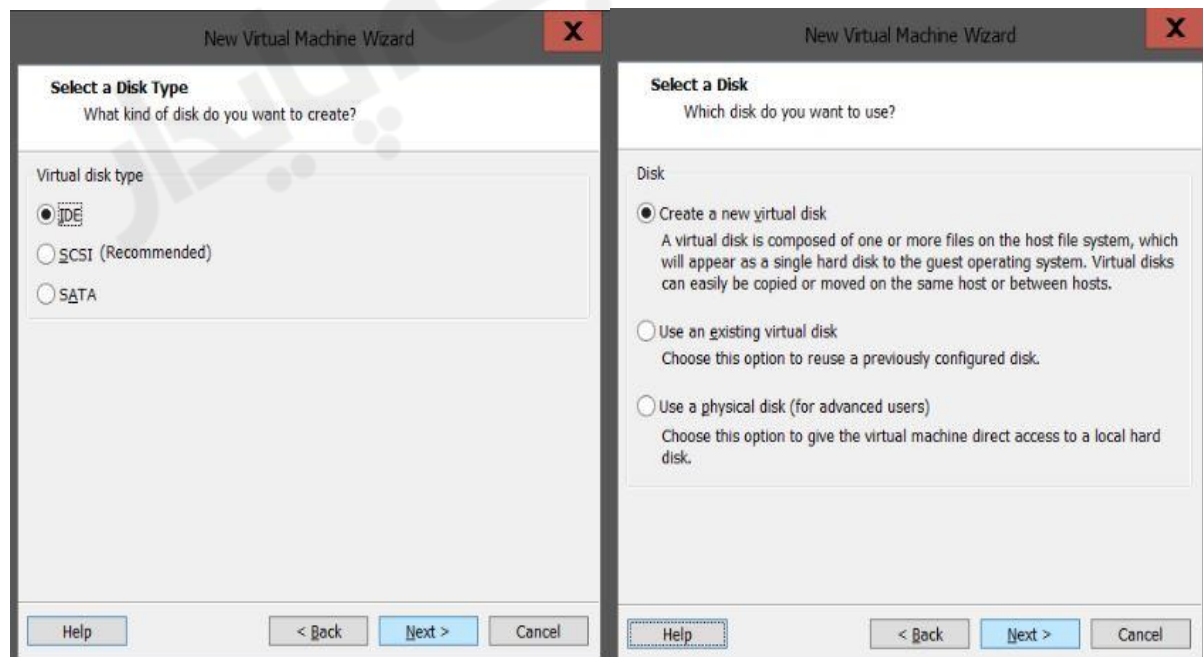 New Virtual Machine Wizard
X
Select a Disk Type
What kind of disk do you want to create?
Virtual disk type
IDE
SCSI (Recommended)
SATA
Help
< Back
Next >
Cancel
New Virtual Machine Wizard
X
Select a Disk
Which disk do you want to use?
Disk
Create a new virtual disk
A virtual disk is composed of one or more files on the host file system, which
will appear as a single hard disk to the guest operating system. Virtual disks
can easily be copied or moved on the same host or between hosts.
Use an existing virtual disk
Choose this option to reuse a previously configured disk.
Use a physical disk (for advanced users)
Choose this option to give the virtual machine direct access to a local hard
disk.
Help
< Back
Next >
Cancel